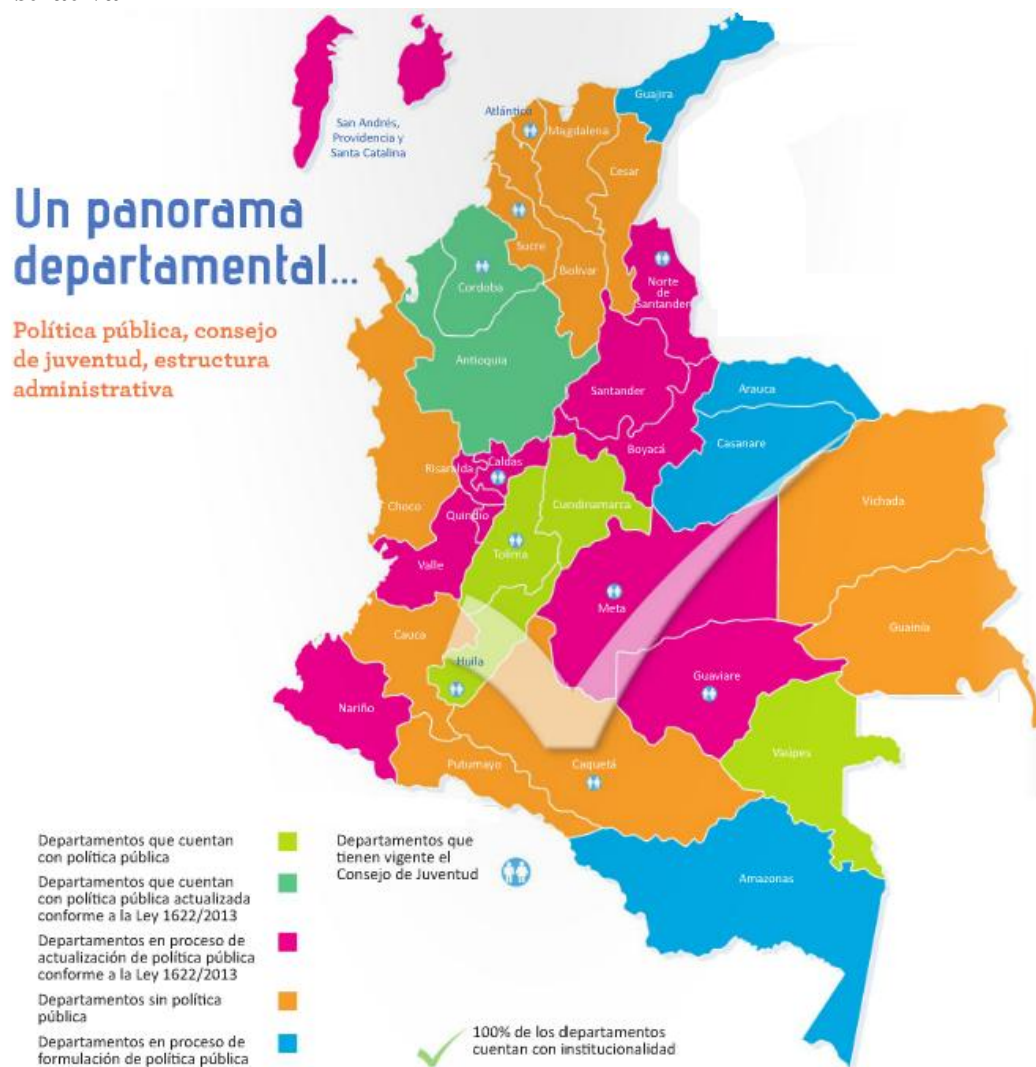 San Andrés,
Providencia y
Santa Catalina
Guajira
Atlántico
Magdalena
Cesar
Un panorama
departamental...
Política pública, consejo
de juventud, estructura
administrativa
Sucre
Bolívar
Cordoba
Norte
de
Santander
Antioquia
Santander
Arauca
Boyacá
Casanare
Risaralda
Caldas
Choco
Cundinamarca
Vichada
Quindío
Tolima
Valle
Meta
Guainía
Cauca
Huila
Guaviare
Nariño
Vaúpes
Putumayo
Caquetá
Amazonas
Departamentos que cuentan
con política pública
Departamentos que cuentan
con política pública actualizada
conforme a la Ley 1622/2013
Departamentos en proceso de
actualización de política pública
conforme a la Ley 1622/2013
Departamentos sin política
pública
Departamentos en proceso de
formulación de política pública
Departamentos que
tienen vigente el
Consejo de Juventud
100% de los departamentos
cuentan con institucionalidad